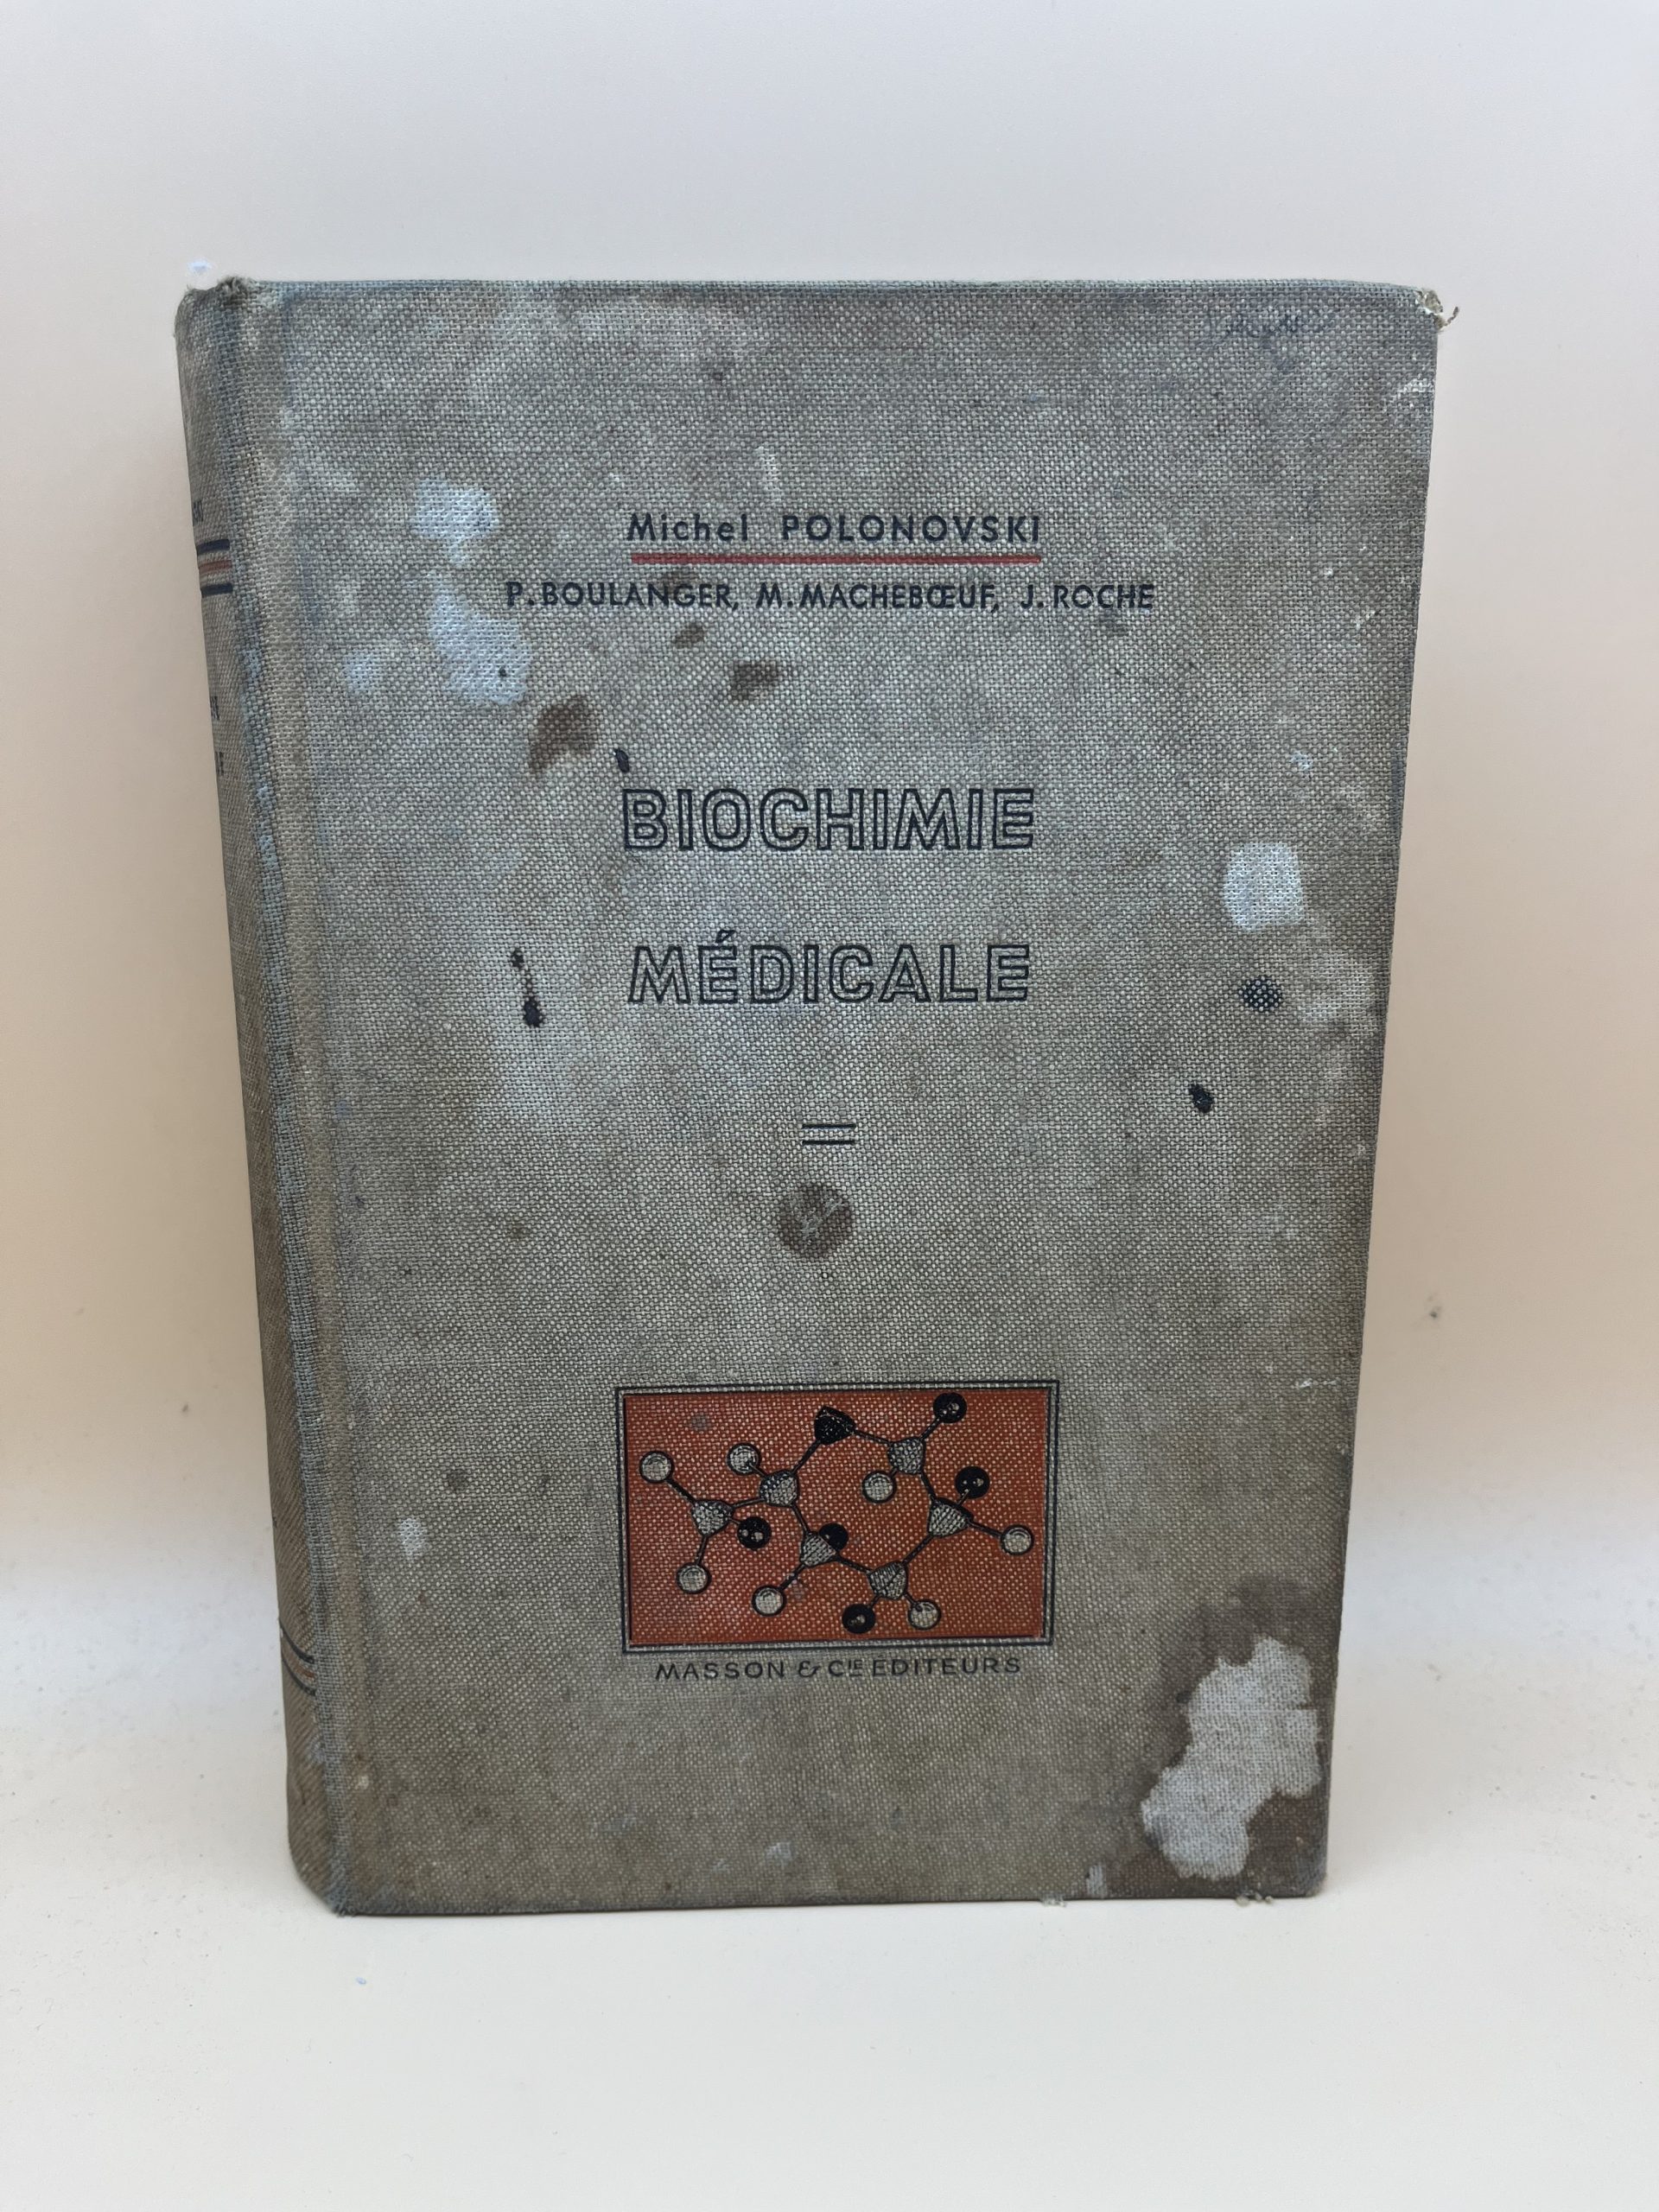 Michel POLONOVSKI
P. BOULANGER, M. MACHEBŒUF, J. ROCHE
BIOCHIMIE
MÉDICALE
MASSON & CIE EDITEURS